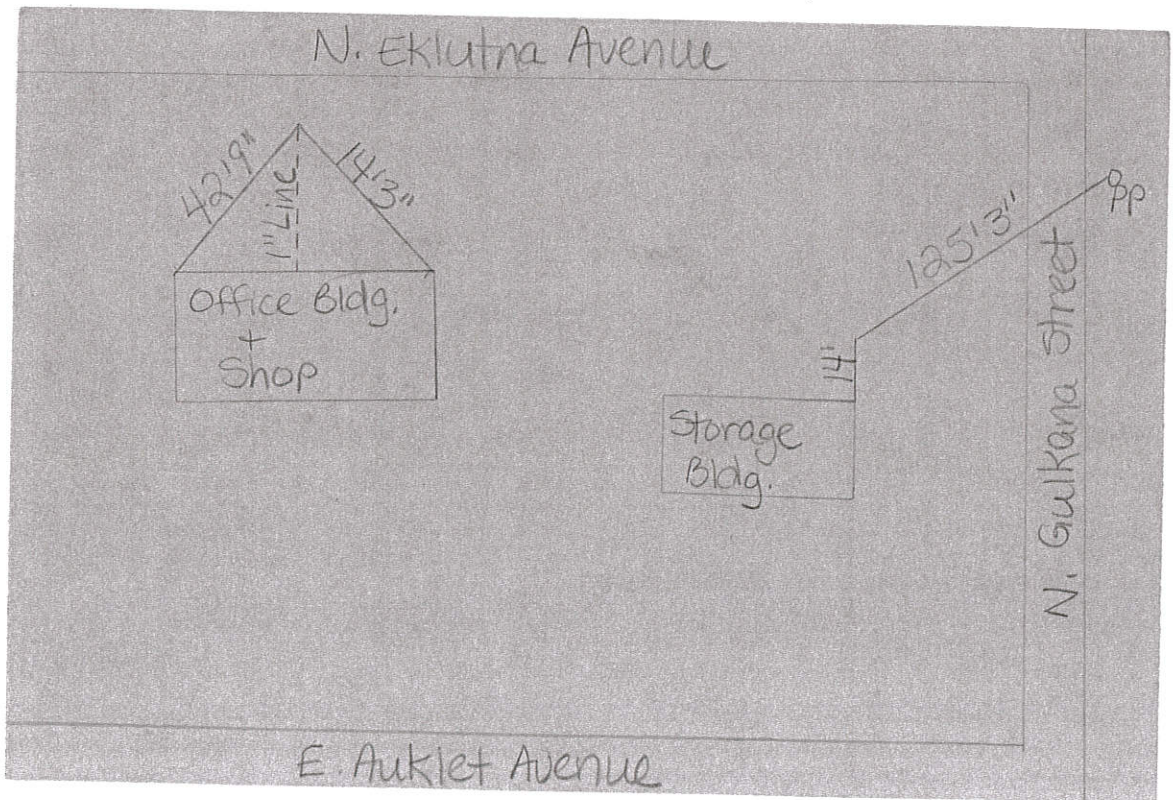 N. Eklutna Avenue
42'9"
1" Line
14'3"
Office Bldg.
+
Shop
125'3"
pp
14'
Storage
Bldg.
N. Gulkana Street
E. Auklet Avenue